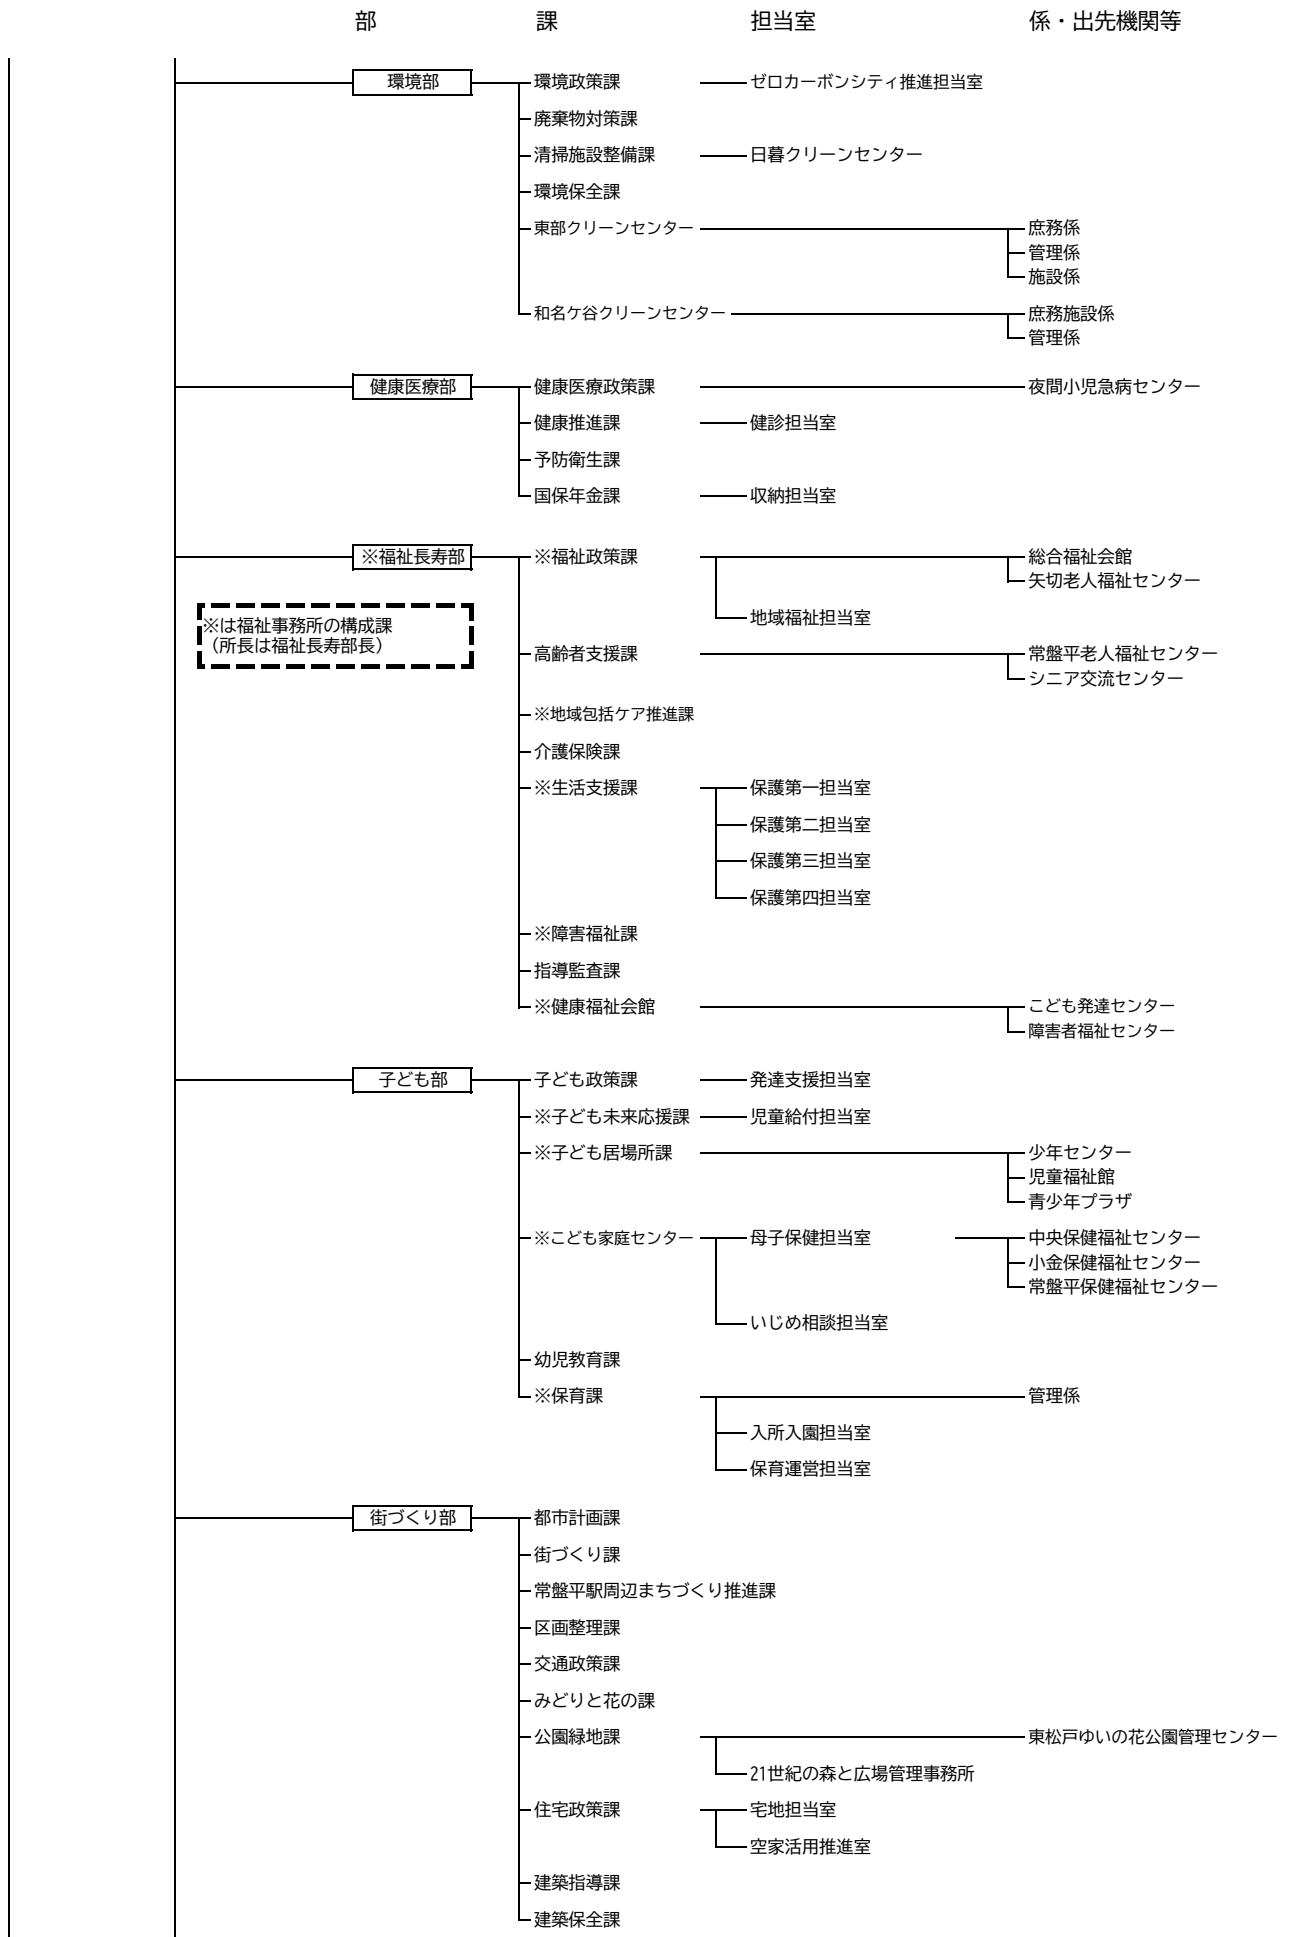 部 課 担当室 係・出先機関等
環境部 環境政策課 ゼロカーボンシティ推進担当室
廃棄物対策課
清掃施設整備課 日暮クリーンセンター
環境保全課
東部クリーンセンター 庶務係
管理係
施設係
和名ケ谷クリーンセンター 庶務施設係
管理係
健康医療部 健康医療政策課 夜間小児急病センター
健康推進課 健診担当室
予防衛生課
国保年金課 収納担当室
※福祉長寿部 ※福祉政策課 総合福祉会館
矢切老人福祉センター
地域福祉担当室
※は福祉事務所の構成課
（所長は福祉長寿部長）
高齢者支援課 常盤平老人福祉センター
シニア交流センター
※地域包括ケア推進課
介護保険課
※生活支援課 保護第一担当室
保護第二担当室
保護第三担当室
保護第四担当室
※障害福祉課
指導監査課
※健康福祉会館 こども発達センター
障害者福祉センター
子ども部 子ども政策課 発達支援担当室
※子ども未来応援課 児童給付担当室
※子ども居場所課 少年センター
児童福祉館
青少年プラザ
※こども家庭センター 母子保健担当室 中央保健福祉センター
小金保健福祉センター
常盤平保健福祉センター
いじめ相談担当室
幼児教育課
※保育課 管理係
入所入園担当室
保育運営担当室
街づくり部 都市計画課
街づくり課
常盤平駅周辺まちづくり推進課
区画整理課
交通政策課
みどりと花の課
公園緑地課 東松戸ゆいの花公園管理センター
21世紀の森と広場管理事務所
住宅政策課 宅地担当室
空家活用推進室
建築指導課
建築保全課